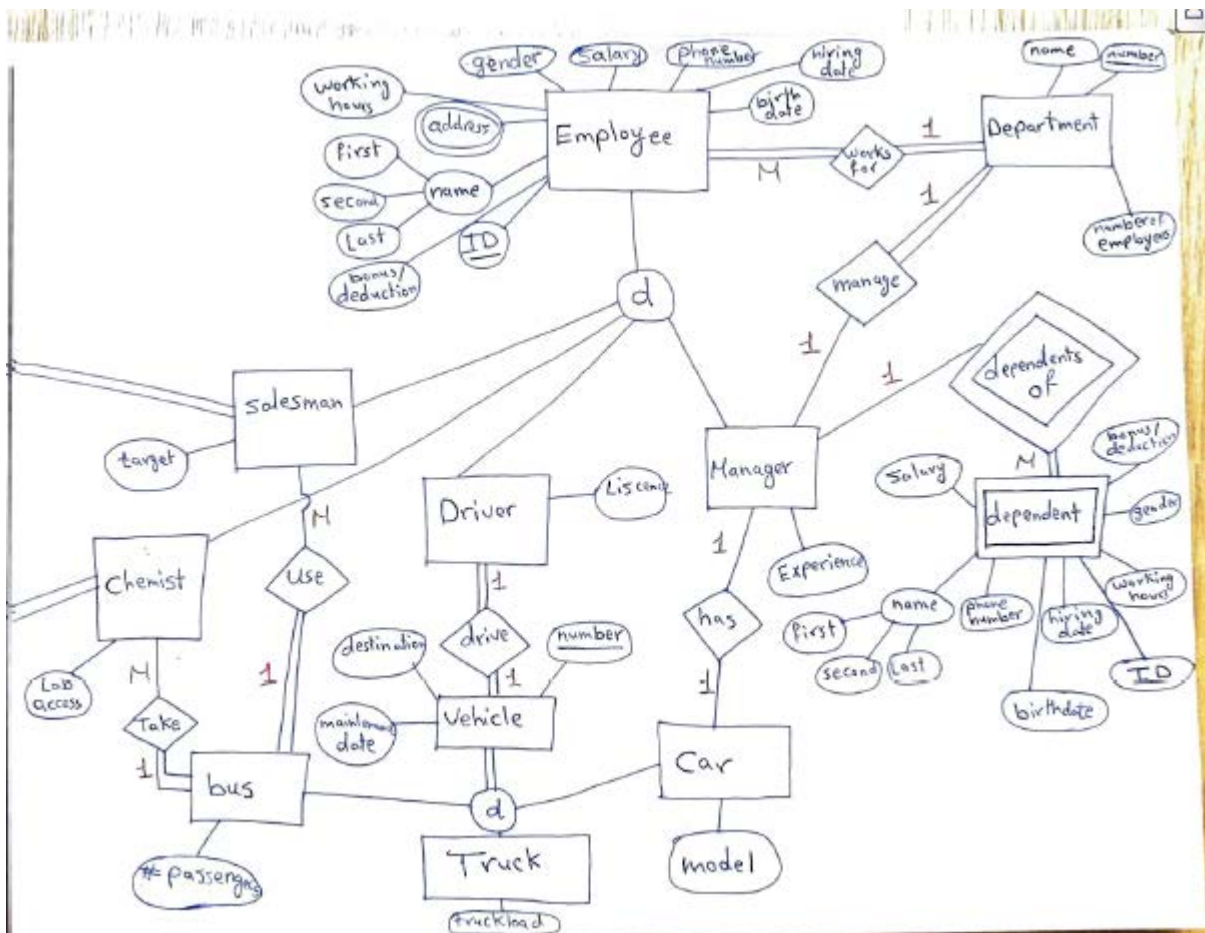 gender
salary
phone
number
hiring
date
name
number
working
hours
address
Employee
birth
date
Department
first
second
name
Last
bonus/
deduction
ID
M
works
for
1
number of
employees
1
manage
d
1
1
dependents
of
Salesman
target
M
Driver
Liscence
Manager
M
bonus/
deduction
Salary
dependent
gender
working
hours
Chemist
Use
1
1
Experience
name
phone
number
hiring
date
first
second
Last
ID
birthdate
Lab
access
M
1
destination
drive
number
has
1
1
Take
maintenance
date
Vehicle
1
bus
d
Car
# passengers
Truck
model
truckload